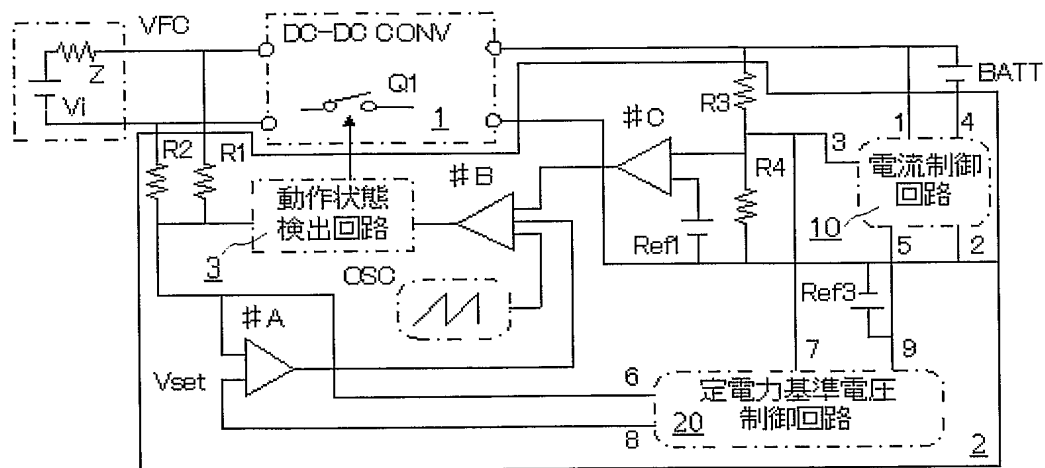 VFC
DC-DC CONV
Z
Vi
Q1
1
BATT
R3
1
4
#C
3
電流制御
回路
10
R2
R1
#B
R4
動作状態
検出回路
3
Ref1
5
2
OSC
Ref3
#A
7
9
Vset
6
定電力基準電圧
制御回路
20
8
2